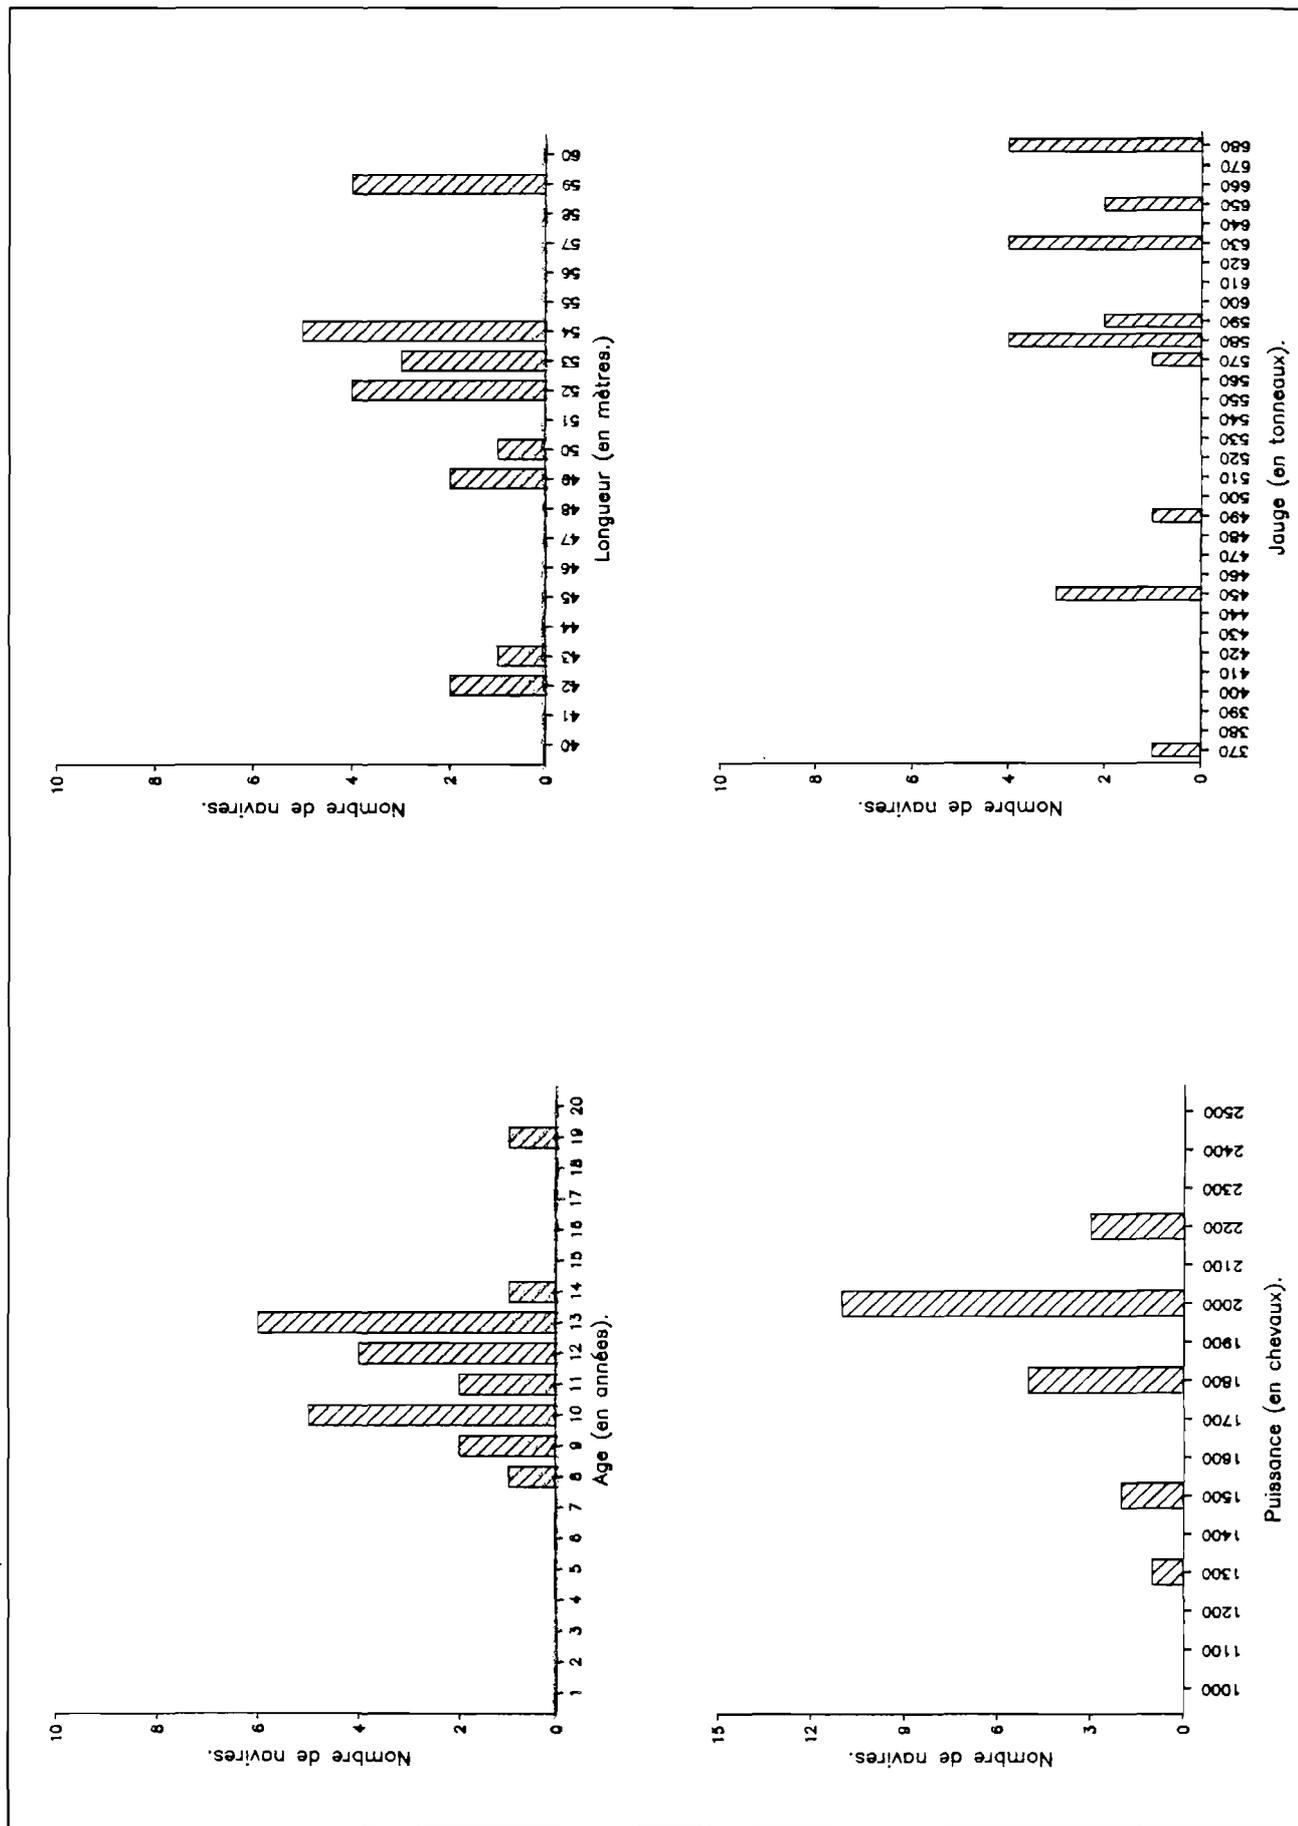 10
8
6
4
2
0
Nombre de navires.
1 2 3 4 5 6 7 8 9 10 11 12 13 14 15 16 17 18 19 20
Age (en années).
10
8
6
4
2
0
Nombre de navires.
40 41 42 43 44 45 46 47 48 49 50 51 52 53 54 55 56 57 58 59 60
Longueur (en mètres.)
15
11
9
6
3
0
Nombre de navires.
1000 1100 1200 1300 1400 1500 1600 1700 1800 1900 2000 2100 2200 2300 2400 2500
Puissance (en chevaux).
10
8
6
4
2
0
Nombre de navires.
370 380 390 400 410 420 430 440 450 460 470 480 490 500 510 520 530 540 550 560 570 580 590 600 610 620 630 640 650 660 670 680
Jauge (en tonneaux).